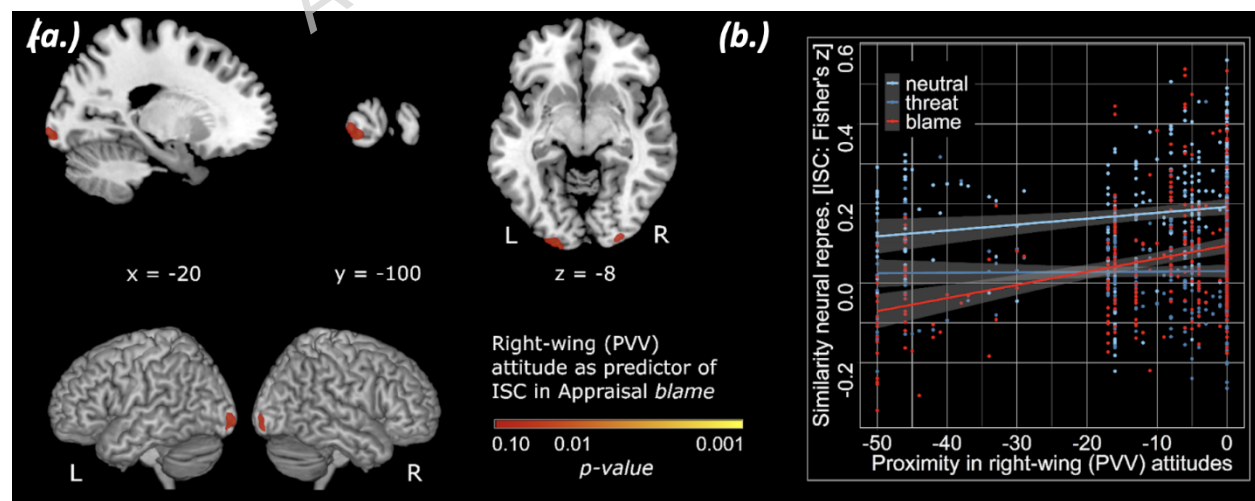 (a.)
L
R
x = -20
y = -100
z = -8
L
R
Right-wing (PVV)
attitude as predictor of
ISC in Appraisal blame
0.10 0.01 0.001
p-value
(b.)
Similarity neural repres. [ISC: Fisher's z]
0.6
0.4
0.2
0.0
-0.2
neutral
threat
blame
-50 -40 -30 -20 -10 0
Proximity in right-wing (PVV) attitudes